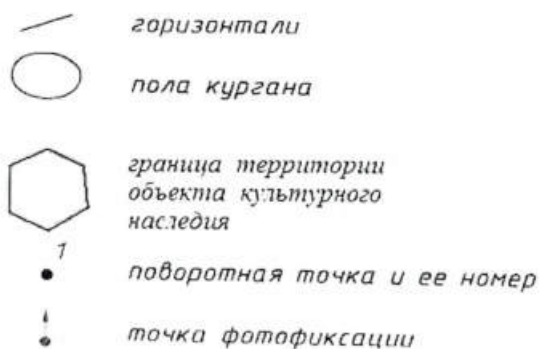 горизонтали
пола кургана
граница территории
объекта культурного
наследия
1
поворотная точка и ее номер
точка фотофиксации